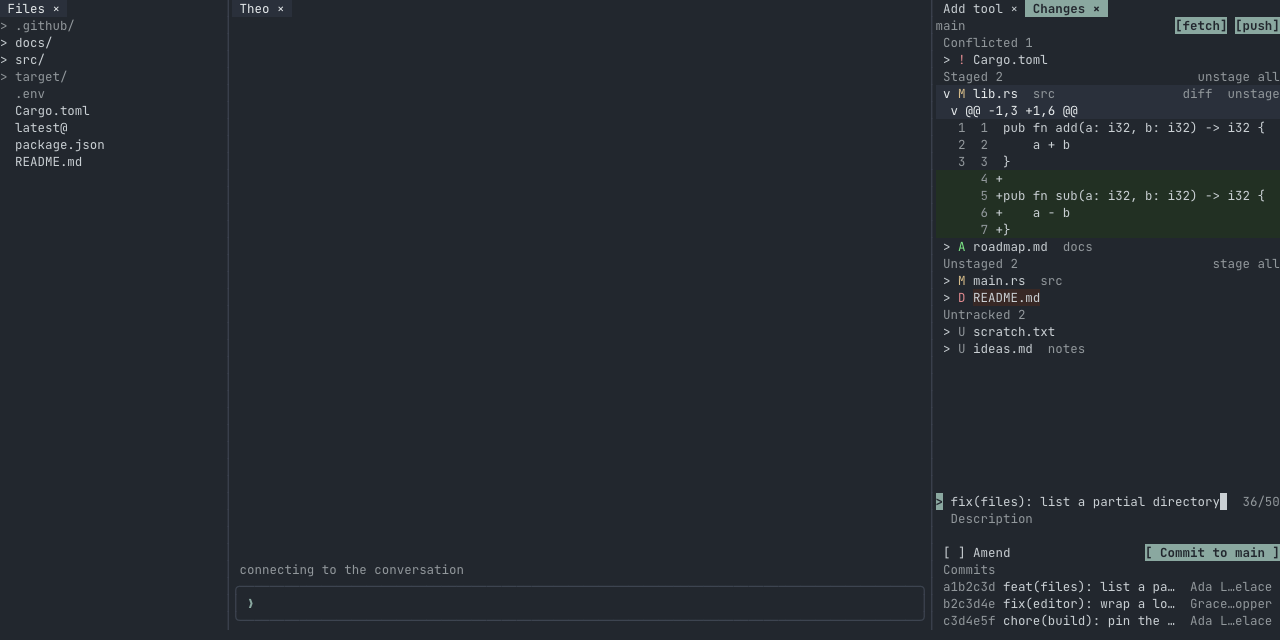 Files ×
> .github/
> docs/
> src/
> target/
.env
Cargo.toml
latest@
package.json
README.md
Theo ×
connecting to the conversation
❯
Add tool × Changes ×
main [fetch] [push]
Conflicted 1
> ! Cargo.toml
Staged 2 unstage all
v M lib.rs src diff unstage
v @@ -1,3 +1,6 @@
1 1 pub fn add(a: i32, b: i32) -> i32 {
2 2 a + b
3 3 }
4 +
5 +pub fn sub(a: i32, b: i32) -> i32 {
6 + a - b
7 +}
> A roadmap.md docs
Unstaged 2 stage all
> M main.rs src
> D README.md
Untracked 2
> U scratch.txt
> U ideas.md notes
> fix(files): list a partial directory 36/50
Description
[ ] Amend [ Commit to main ]
Commits
a1b2c3d feat(files): list a pa… Ada L…elace
b2c3d4e fix(editor): wrap a lo… Grace…opper
c3d4e5f chore(build): pin the … Ada L…elace